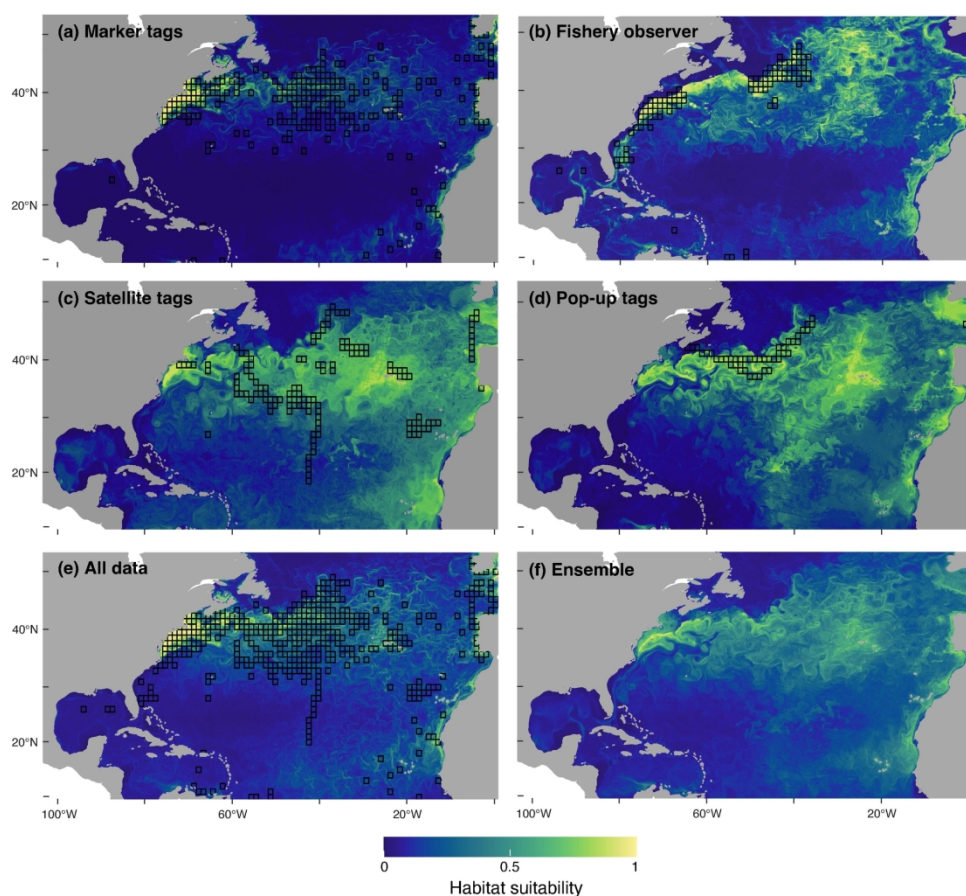 (a) Marker tags
(b) Fishery observer
40°N
20°N
(c) Satellite tags
(d) Pop-up tags
40°N
20°N
(e) All data
(f) Ensemble
40°N
20°N
100°W 60°W 20°W 100°W 60°W 20°W
0 0.5 1
Habitat suitability